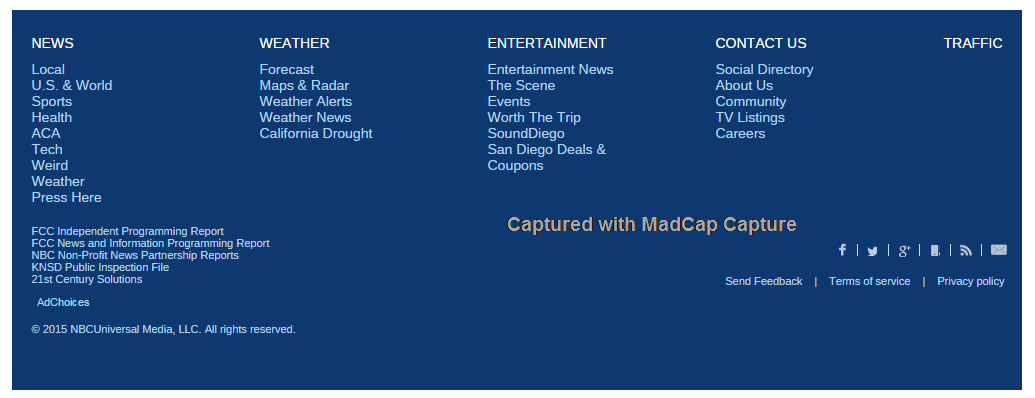 NEWS
Local
U.S. & World
Sports
Health
ACA
Tech
Weird
Weather
Press Here
WEATHER
Forecast
Maps & Radar
Weather Alerts
Weather News
California Drought
ENTERTAINMENT
Entertainment News
The Scene
Events
Worth The Trip
SoundDiego
San Diego Deals &
Coupons
CONTACT US
Social Directory
About Us
Community
TV Listings
Careers
TRAFFIC
FCC Independent Programming Report
FCC News and Information Programming Report
NBC Non-Profit News Partnership Reports
KNSD Public Inspection File
21st Century Solutions
AdChoices
© 2015 NBCUniversal Media, LLC. All rights reserved.
Captured with MadCap Capture
Send Feedback | Terms of service | Privacy policy